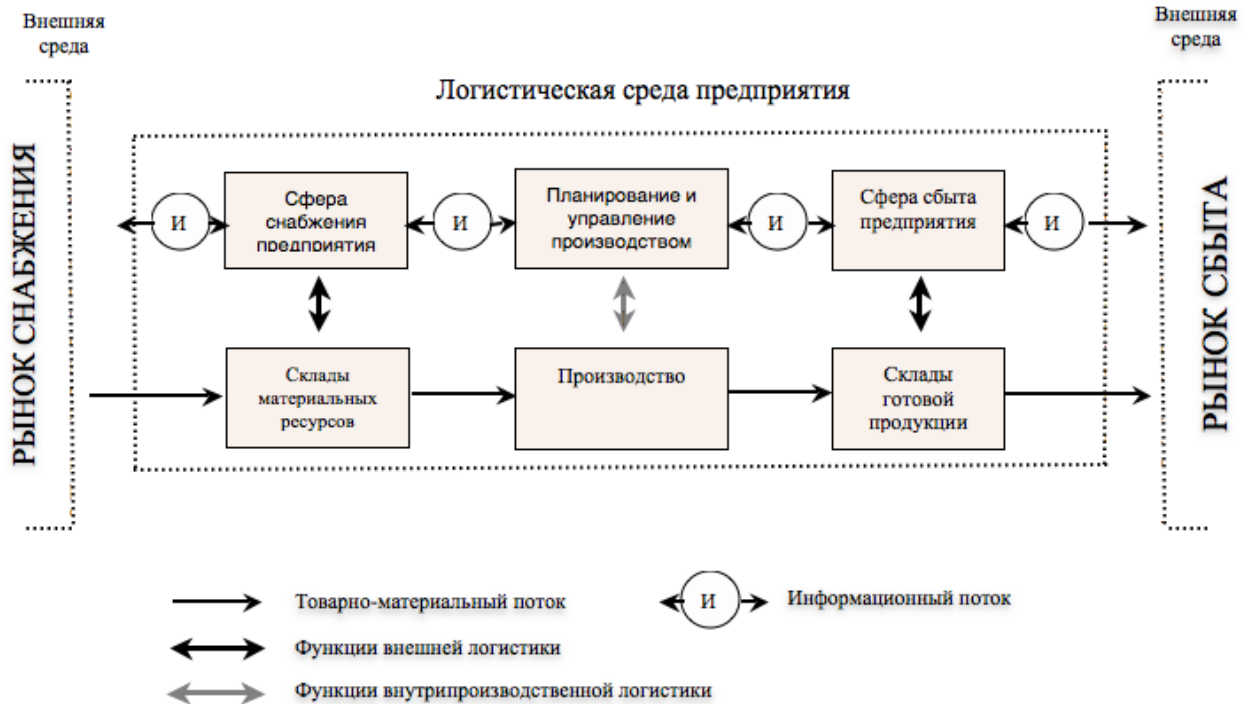 Внешняя
среда
Внешняя
среда
Логистическая среда предприятия
РЫНОК СНАБЖЕНИЯ
И
Сфера
снабжения
предприятия
И
Планирование и
управление
производством
И
Сфера сбыта
предприятия
И
РЫНОК СБЫТА
Склады
материальных
ресурсов
Производство
Склады
готовой
продукции
Товарно-материальный поток
И
Информационный поток
Функции внешней логистики
Функции внутрипроизводственной логистики